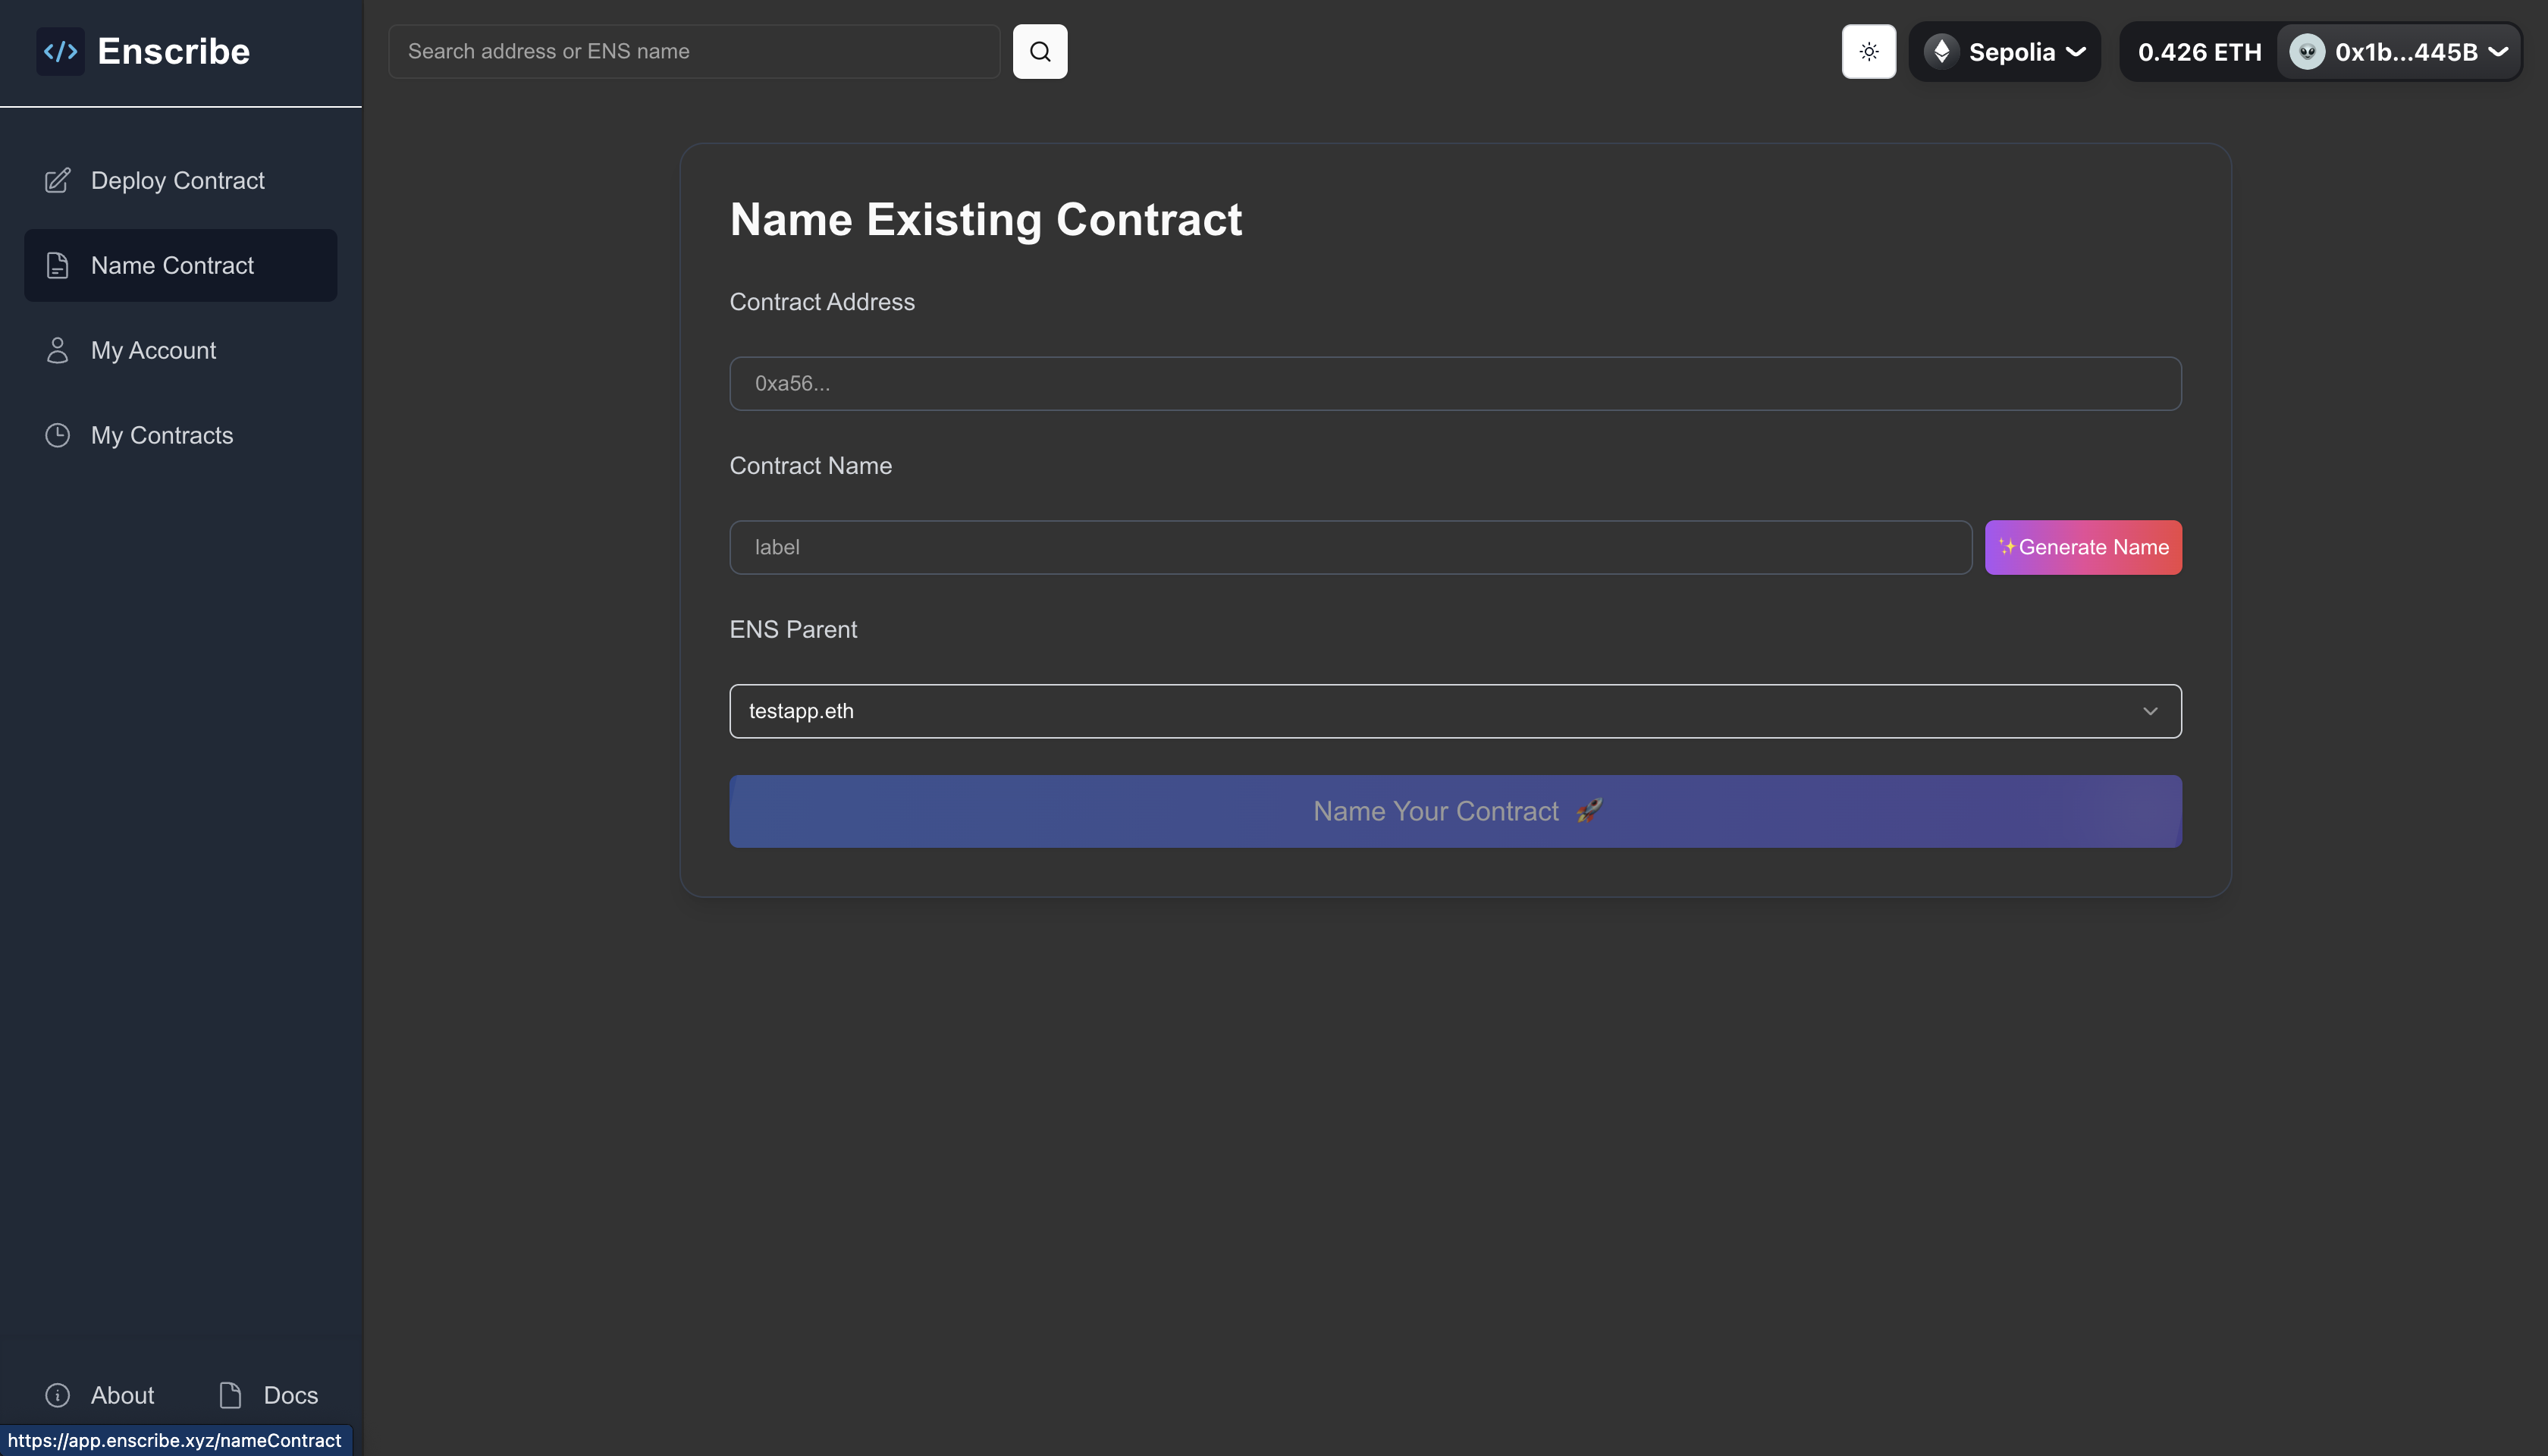 Enscribe
Search address or ENS name
Sepolia
0.426 ETH
0x1b...445B
Deploy Contract
Name Contract
My Account
My Contracts
Name Existing Contract
Contract Address
0xa56...
Contract Name
label
✨Generate Name
ENS Parent
testapp.eth
Name Your Contract 🚀
About
Docs
https://app.enscribe.xyz/nameContract